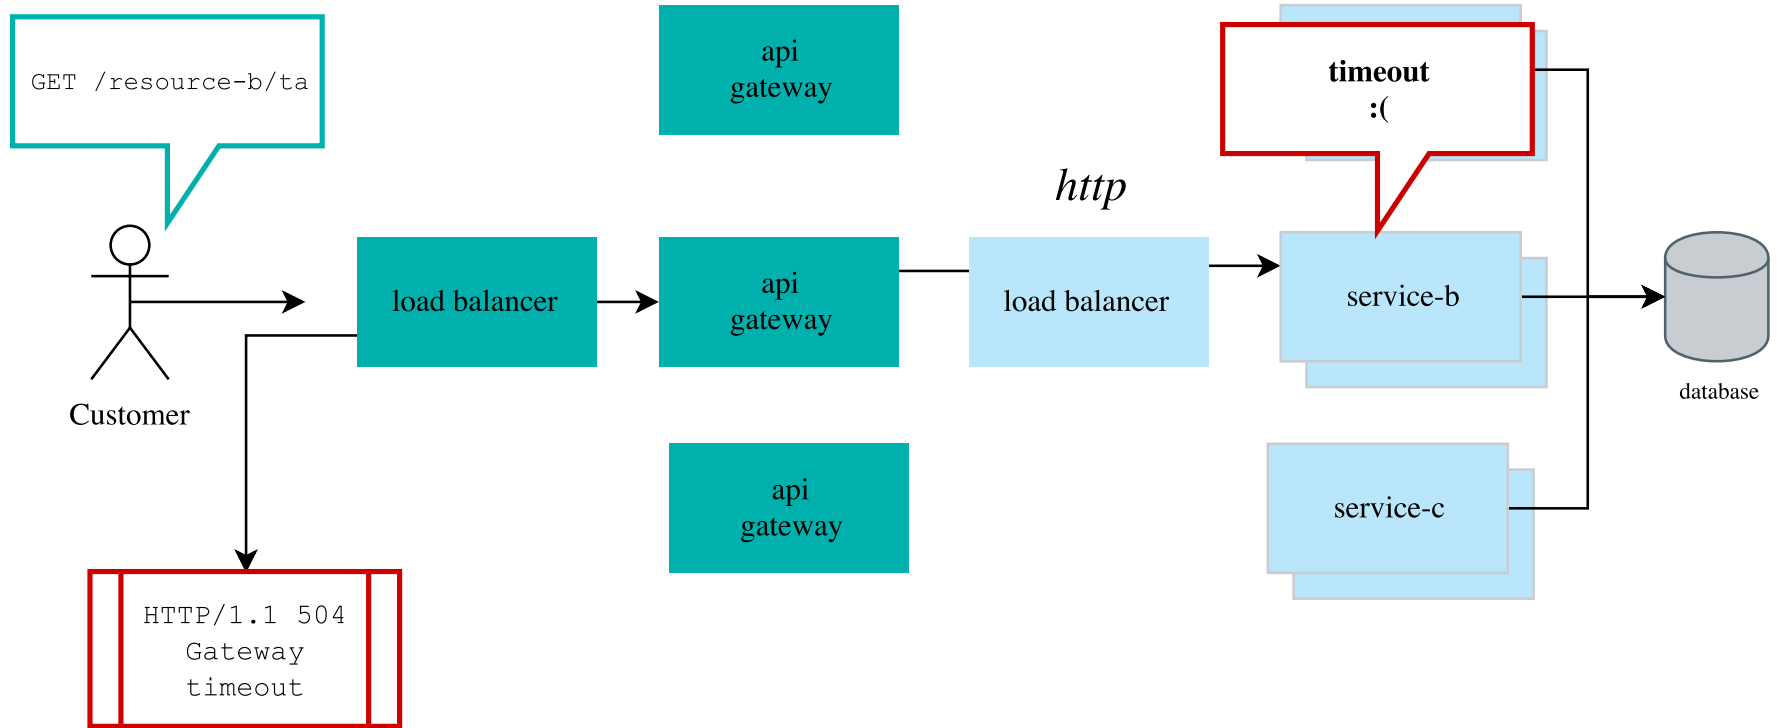 GET /resource-b/ta
api
gateway
timeout
:(
http
load balancer
api
gateway
load balancer
service-b
Customer
database
api
gateway
service-c
HTTP/1.1 504
Gateway
timeout